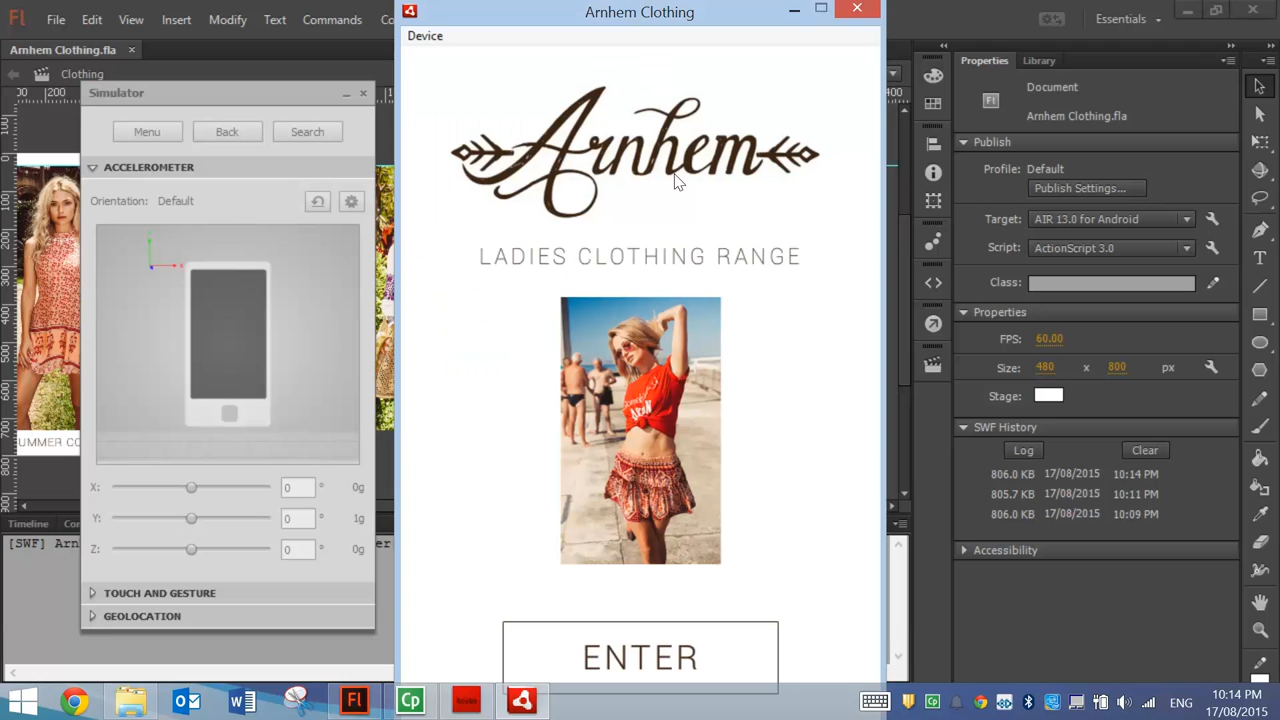 Fl File Edit View Insert Modify Text Commands
Arnhem Clothing
Essentials
Device
Arnhem Clothing.fla ×
Clothing
Simulator
Menu Back Search
ACCELEROMETER
Orientation: Default
X: 0 ° 0g
Y: 0 ° 1g
Z: 0 ° 0g
TOUCH AND GESTURE
GEOLOCATION
UMMER CO
Timeline
[SWF] Arn
Arnhem
LADIES CLOTHING RANGE
ENTER
Properties Library
Document
Arnhem Clothing.fla
Publish
Profile: Default
Publish Settings...
Target: AIR 13.0 for Android
Script: ActionScript 3.0
Class:
Properties
FPS: 60.00
Size: 480 x 800 px
Stage:
SWF History
Log Clear
806.0 KB 17/08/2015 10:14 PM
805.7 KB 17/08/2015 10:11 PM
806.0 KB 17/08/2015 10:09 PM
Accessibility
ENG
10:14 PM
17/08/2015